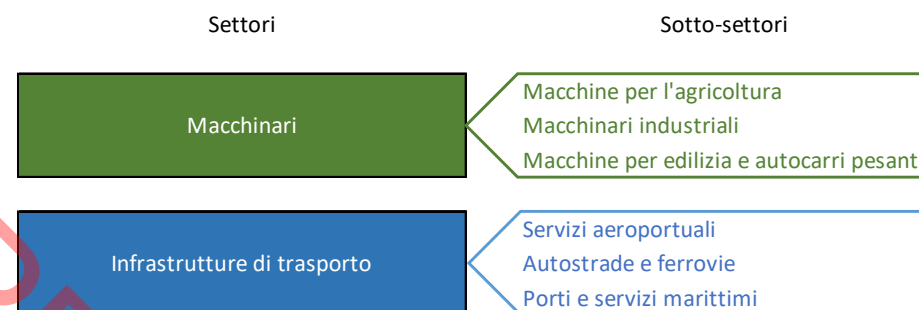 Settori
Sotto-settori
Macchinari
Macchine per l'agricoltura
Macchinari industriali
Macchine per edilizia e autocarri pesant
Infrastrutture di trasporto
Servizi aeroportuali
Autostrade e ferrovie
Porti e servizi marittimi